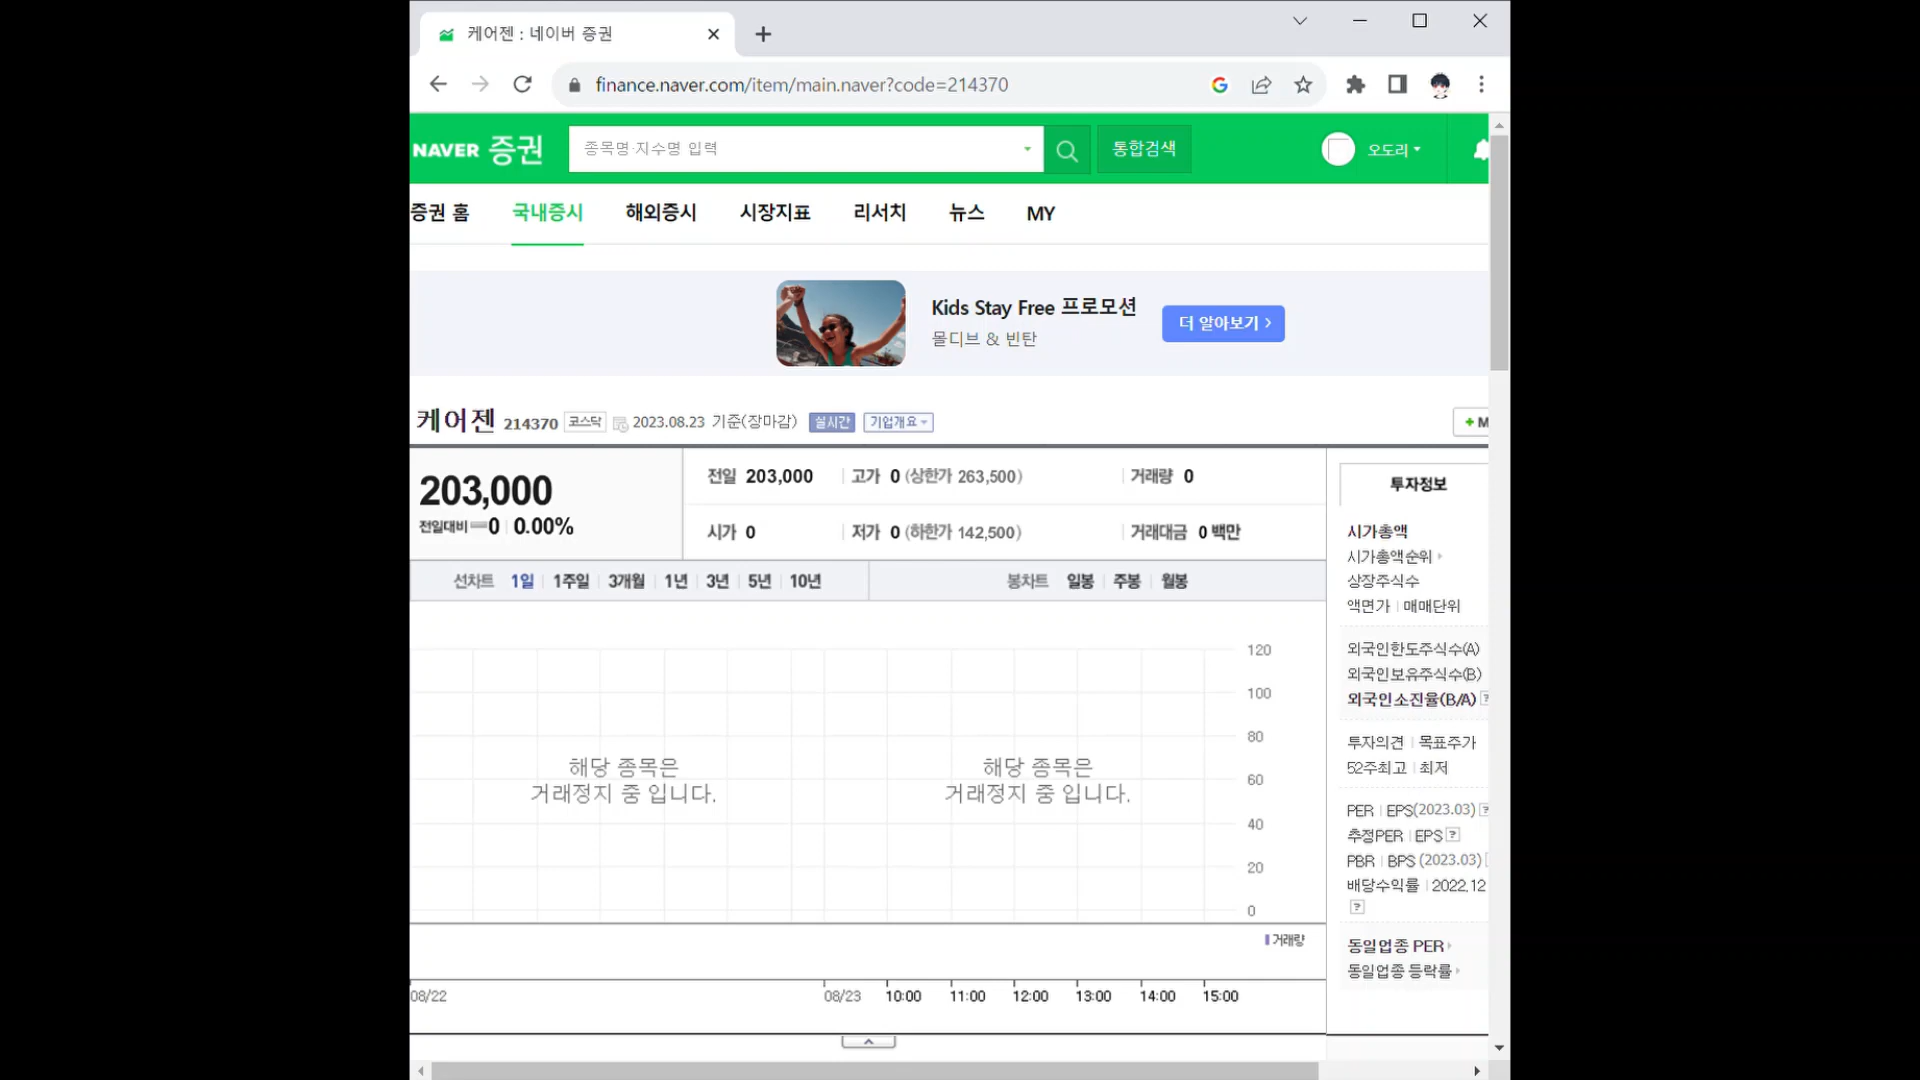 케어젠 : 네이버 증권
finance.naver.com/item/main.naver?code=214370
NAVER 증권
종목명·지수명 입력
통합검색
오도리
증권 홈 국내증시 해외증시 시장지표 리서치 뉴스 MY
Kids Stay Free 프로모션
몰디브 & 빈탄
더 알아보기
케어젠 214370 코스닥 2023.08.23 기준(장마감) 실시간 기업개요
+ M
203,000
전일대비 0 0.00%
전일 203,000 고가 0 (상한가 263,500) 거래량 0
시가 0 저가 0 (하한가 142,500) 거래대금 0 백만
선차트 1일 1주일 3개월 1년 3년 5년 10년
봉차트 일봉 주봉 월봉
120
100
80
60
40
20
0
해당 종목은
거래정지 중 입니다.
해당 종목은
거래정지 중 입니다.
거래량
08/22 08/23 10:00 11:00 12:00 13:00 14:00 15:00
투자정보
시가총액
시가총액순위
상장주식수
액면가 매매단위
외국인한도주식수(A)
외국인보유주식수(B)
외국인소진율(B/A) ?
투자의견 목표주가
52주최고 최저
PER EPS(2023.03) ?
추정PER EPS ?
PBR BPS (2023.03)
배당수익률 2022.12
?
동일업종 PER
동일업종 등락률